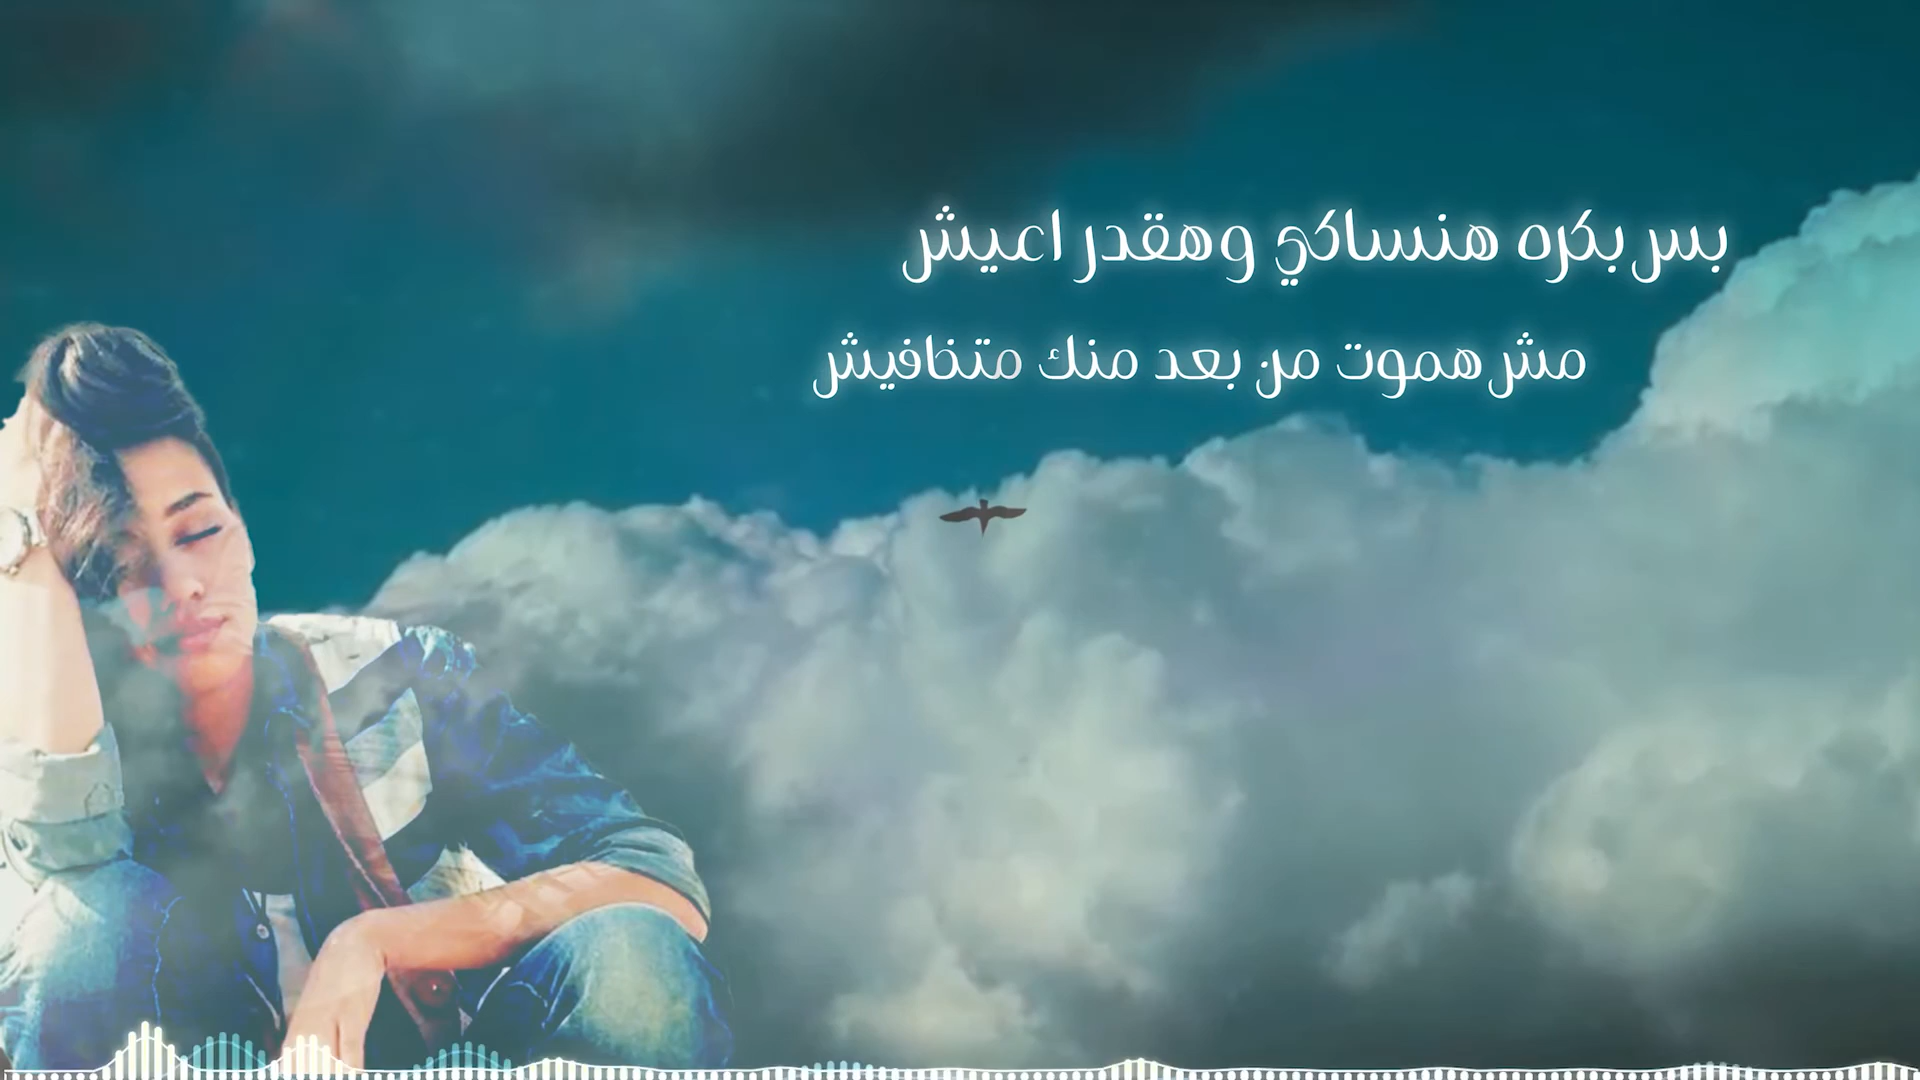 بس بكره هنساكي وهقدر اعيش
مش هموت من بعد منك متخافيش